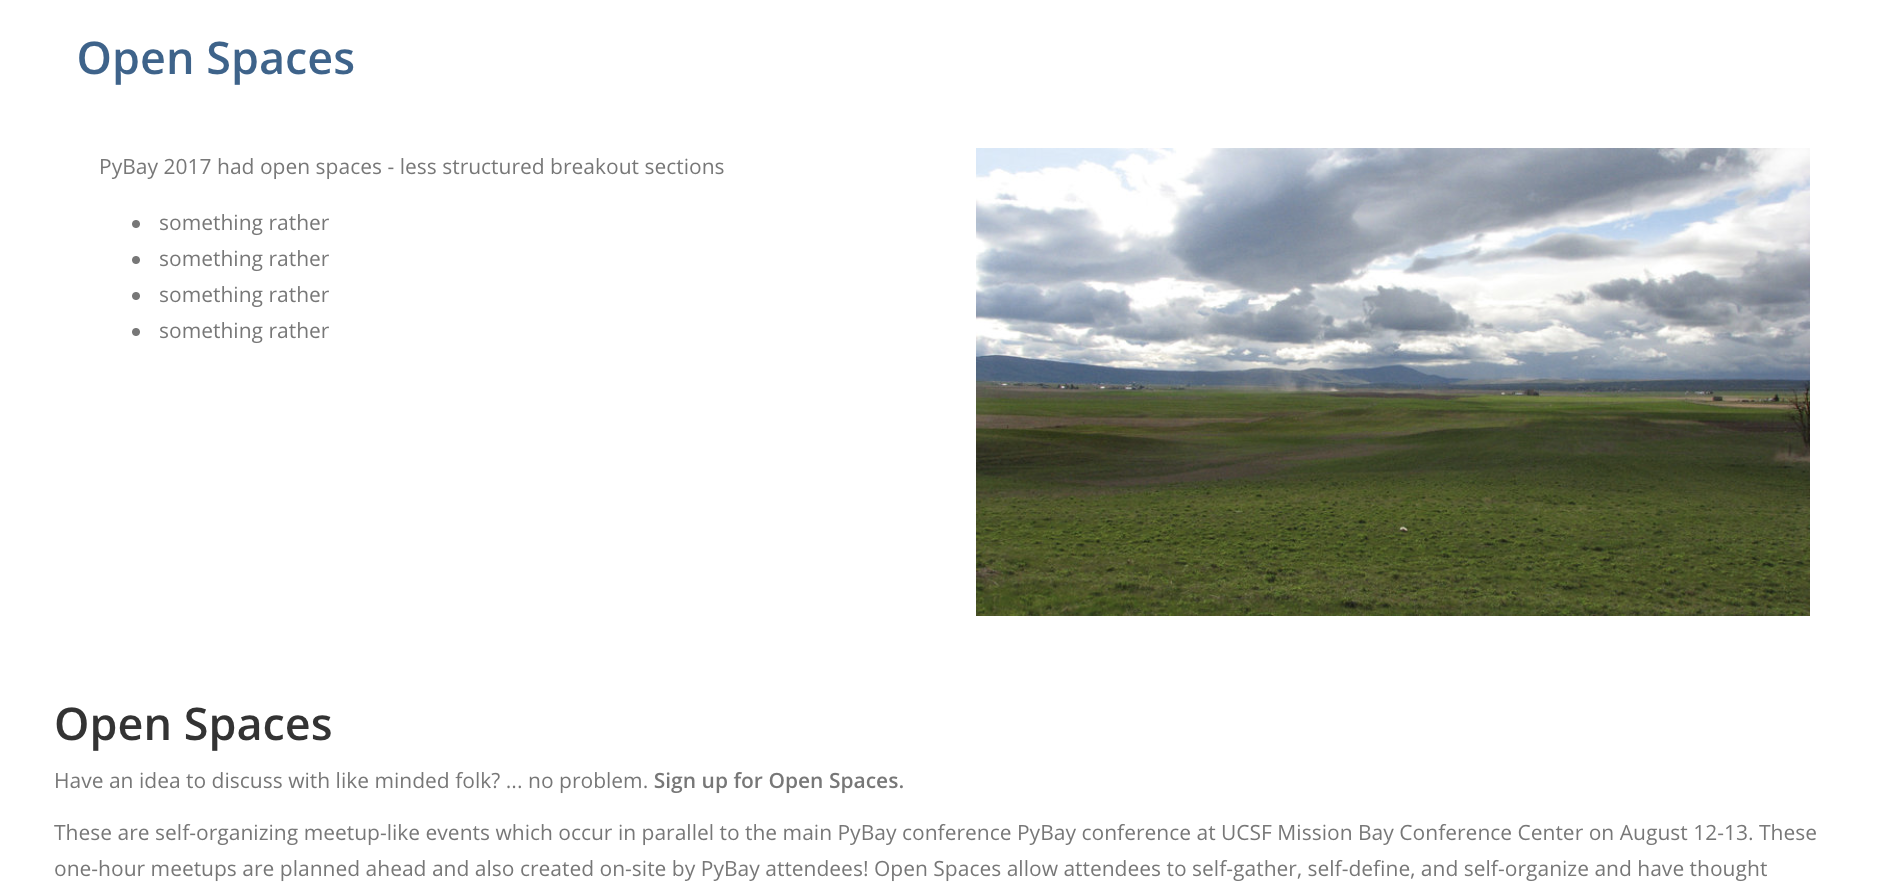 Open Spaces
PyBay 2017 had open spaces - less structured breakout sections
something rather
something rather
something rather
something rather
Open Spaces
Have an idea to discuss with like minded folk? ... no problem. Sign up for Open Spaces.
These are self-organizing meetup-like events which occur in parallel to the main PyBay conference PyBay conference at UCSF Mission Bay Conference Center on August 12-13. These
one-hour meetups are planned ahead and also created on-site by PyBay attendees! Open Spaces allow attendees to self-gather, self-define, and self-organize and have thought